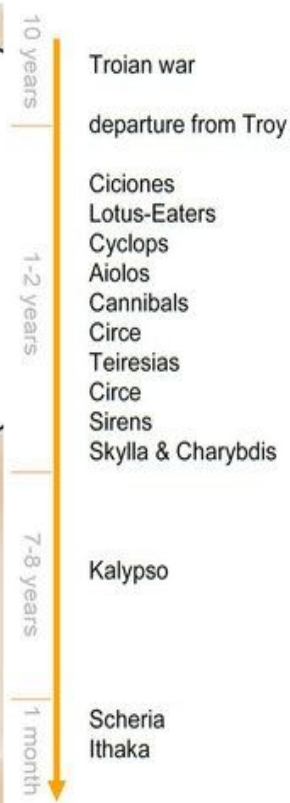 10 years
Troian war
departure from Troy
1-2 years
Ciciones
Lotus-Eaters
Cyclops
Aiolos
Cannibals
Circe
Teiresias
Circe
Sirens
Skylla & Charybdis
7-8 years
Kalypso
1 month
Scheria
Ithaka